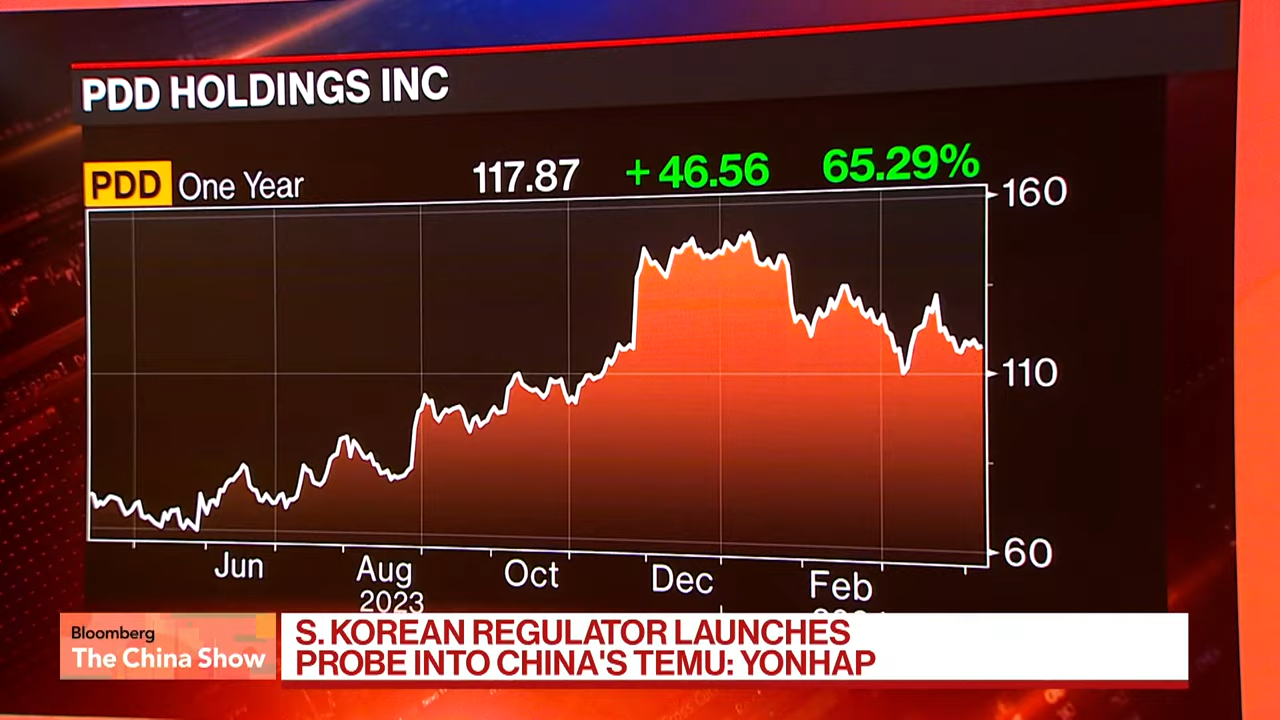 PDD HOLDINGS INC
PDD One Year 117.87 + 46.56 65.29%
160
110
60
Jun Aug Oct Dec Feb
2023
Bloomberg
The China Show
S. KOREAN REGULATOR LAUNCHES
PROBE INTO CHINA'S TEMU: YONHAP